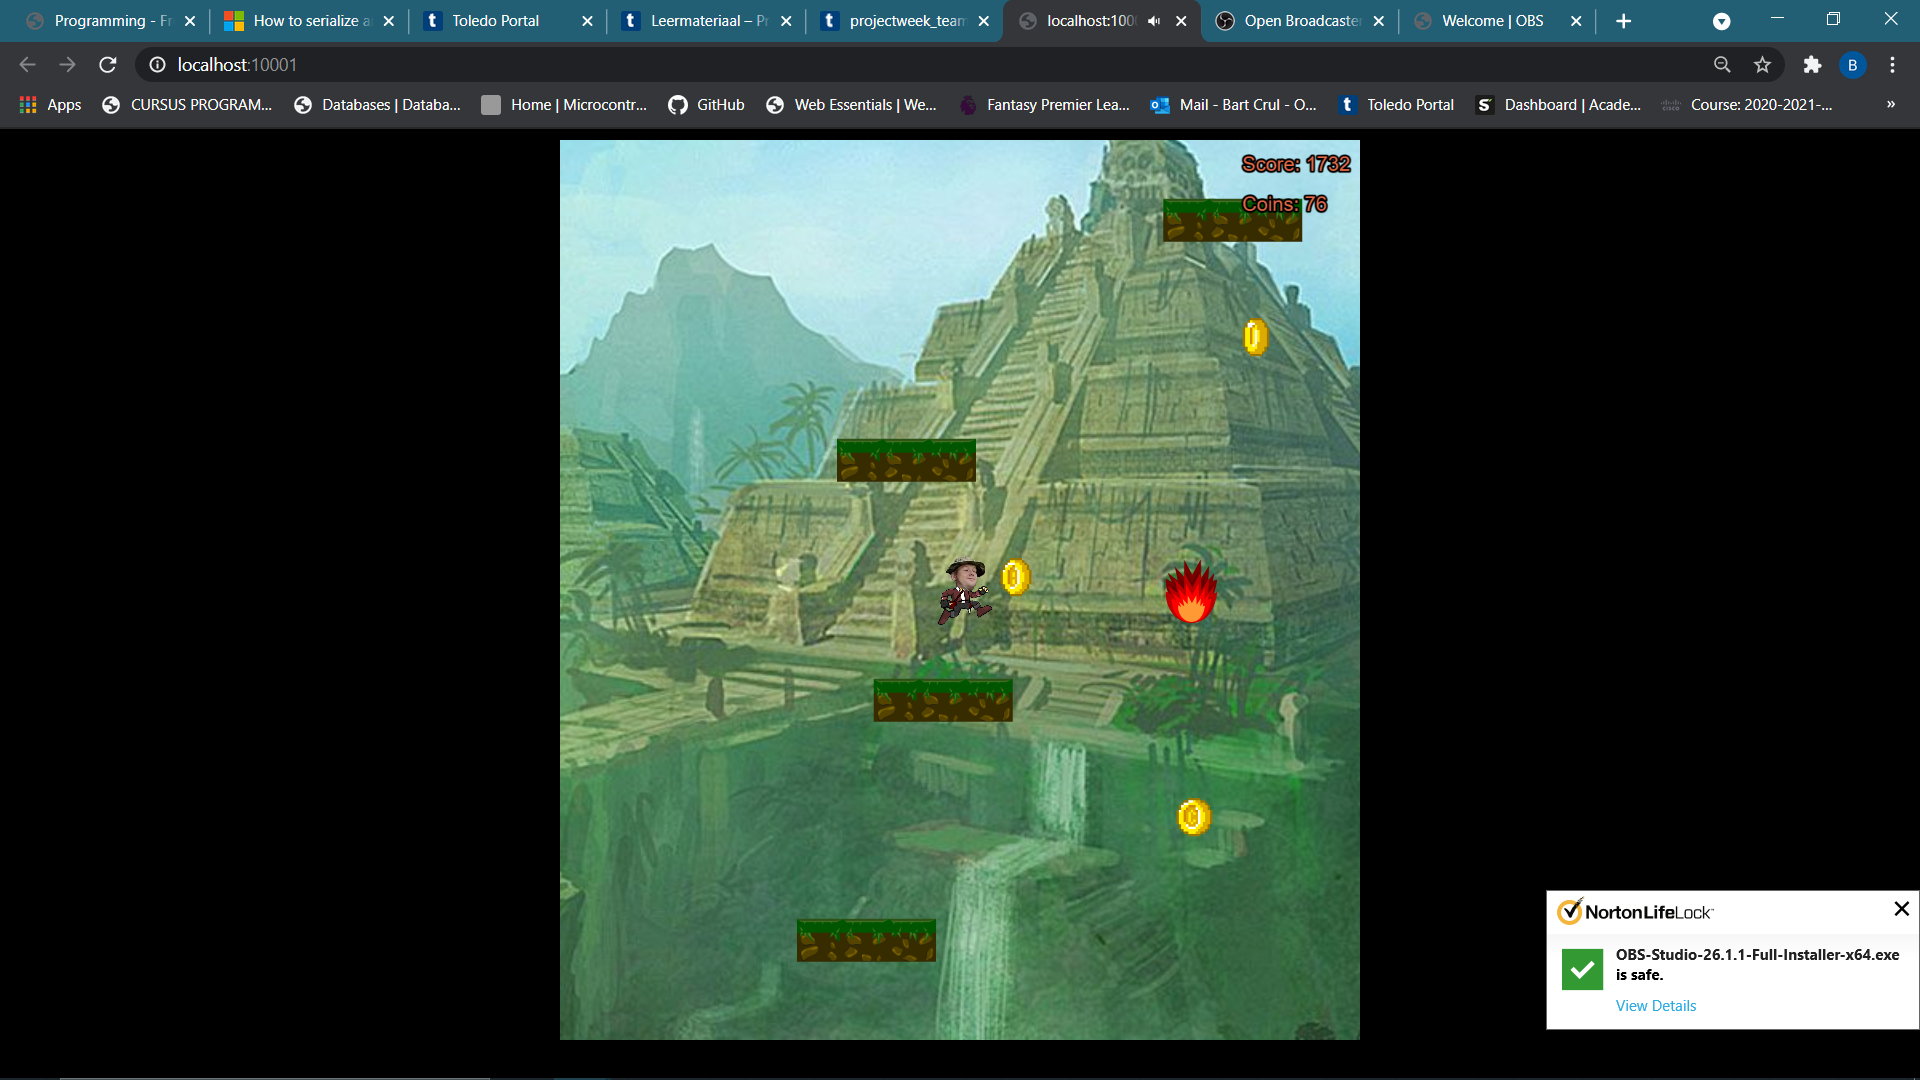 Programming - Fr
How to serialize a
Toledo Portal
Leermateriaal – Pr
projectweek_team
localhost:1000
Open Broadcaster
Welcome | OBS
localhost:10001
B
Apps
CURSUS PROGRAM...
Databases | Databa...
Home | Microcontr...
GitHub
Web Essentials | We...
Fantasy Premier Lea...
Mail - Bart Crul - O...
Toledo Portal
Dashboard | Acade...
Course: 2020-2021-...
»
Score: 1732
Coins: 76
NortonLifeLock
OBS-Studio-26.1.1-Full-Installer-x64.exe
is safe.
View Details